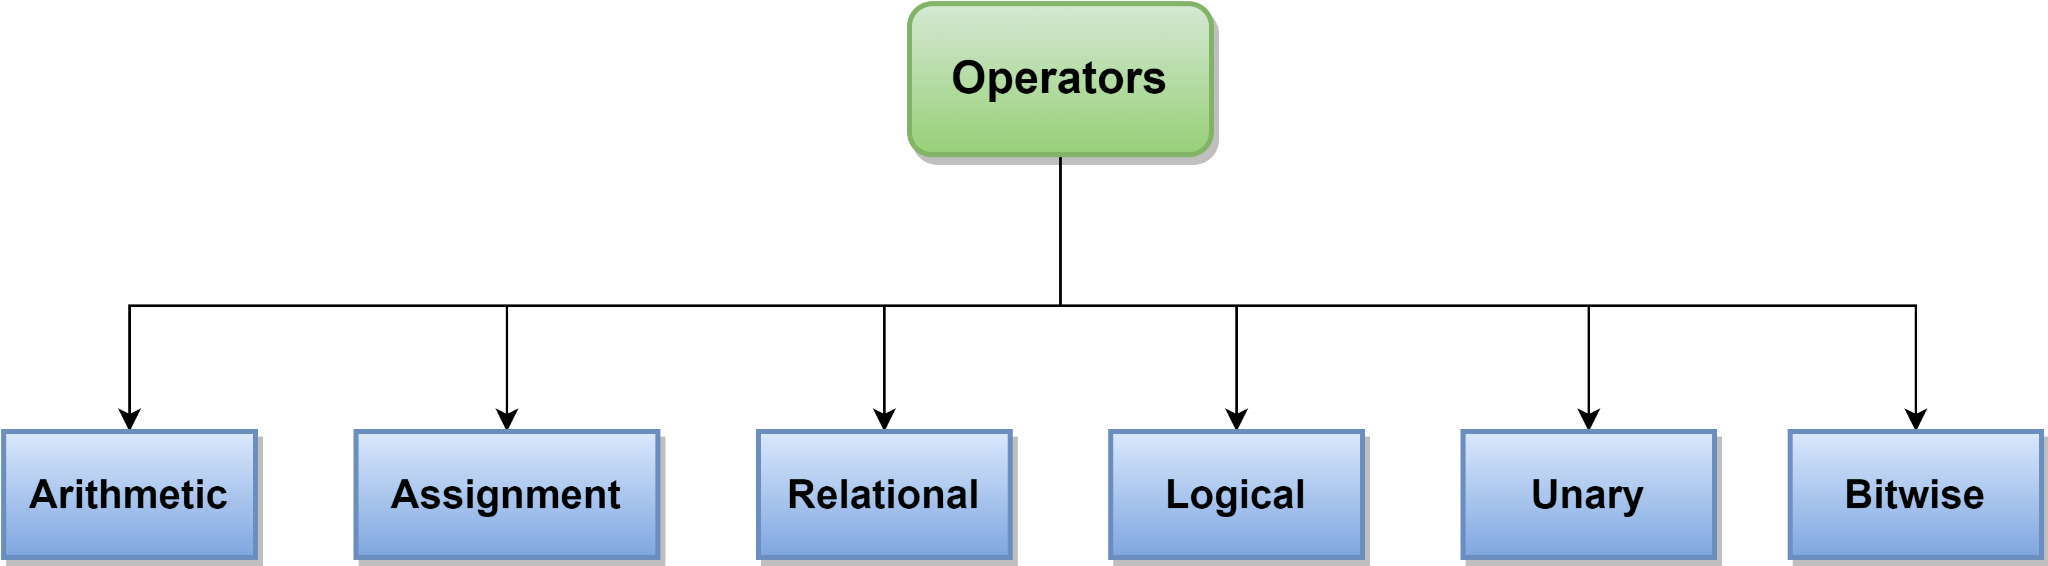 Operators
Arithmetic
Assignment
Relational
Logical
Unary
Bitwise